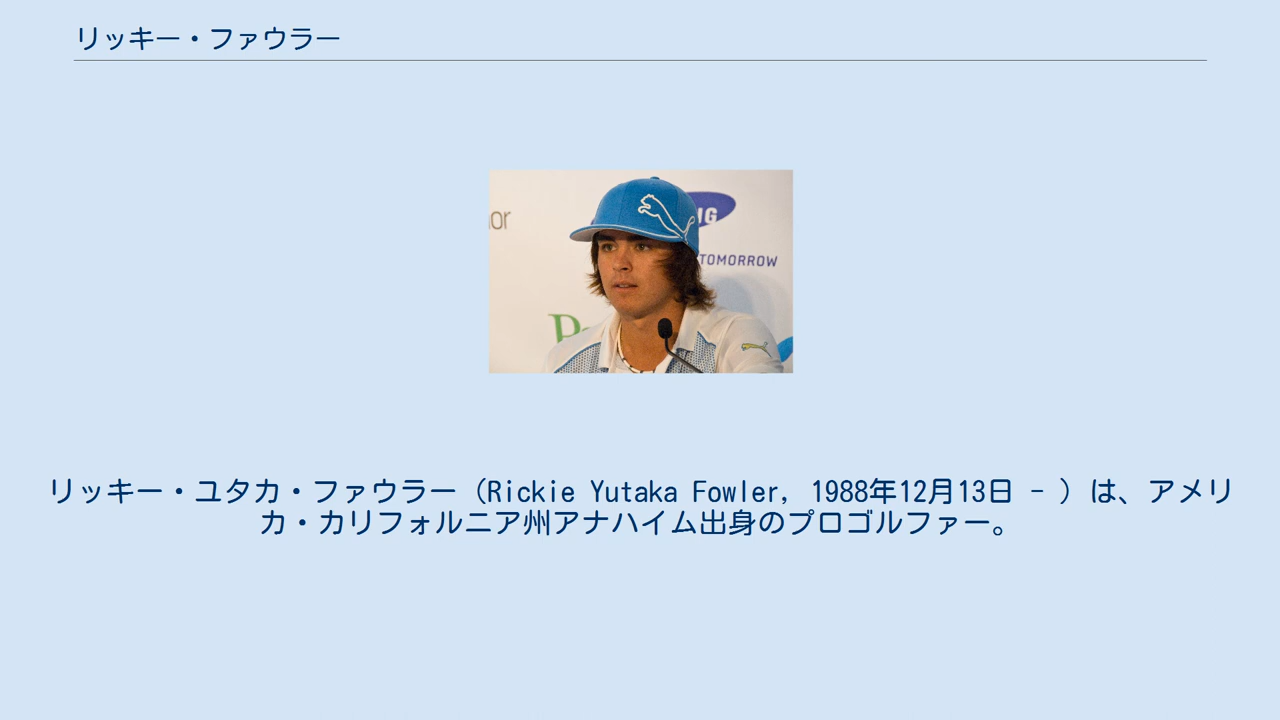 リッキー・ファウラー
or
IG
TOMORROW
P
リッキー・ユタカ・ファウラー（Rickie Yutaka Fowler, 1988年12月13日 - ）は、アメリ
カ・カリフォルニア州アナハイム出身のプロゴルファー。